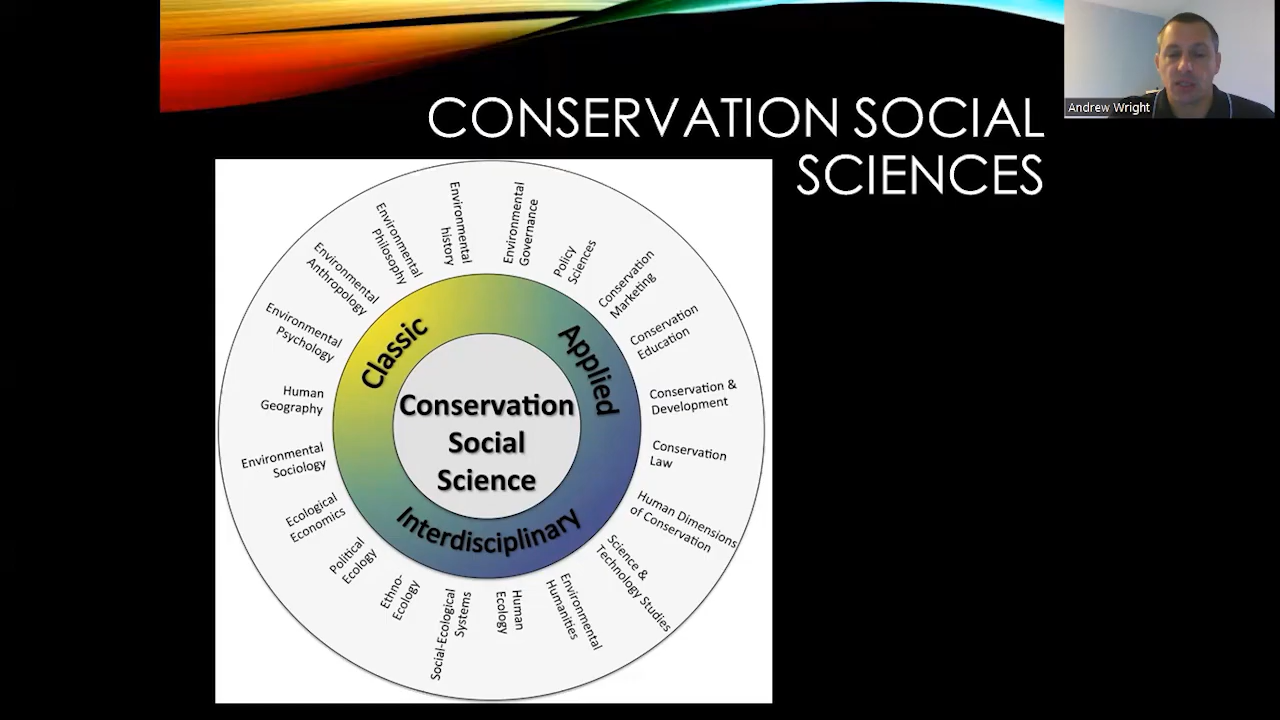 CONSERVATION SOCIAL
SCIENCES
Andrew Wright
Environmental
history
Environmental
Governance
Policy
Sciences
Conservation
Marketing
Conservation
Education
Conservation &
Development
Conservation
Law
Human Dimensions
of Conservation
Science &
Technology Studies
Environmental
Humanities
Human
Ecology
Social-Ecological
Systems
Ethno-
Ecology
Political
Ecology
Ecological
Economics
Environmental
Sociology
Human
Geography
Environmental
Psychology
Environmental
Anthropology
Environmental
Philosophy
Classic
Applied
Interdisciplinary
Conservation
Social
Science